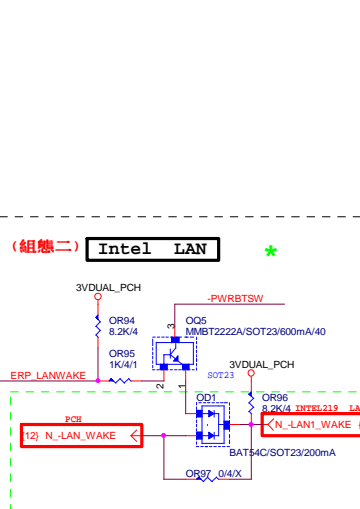 (組態二) Intel LAN *
3VDUAL_PCH
-PWRBTSW
OR94
8.2K/4
3
OQ5
MMBT2222A/SOT23/600mA/40
OR95
1K/4/1
ERP_LANWAKE
2
1
SOT23
3VDUAL_PCH
OD1
OR96
8.2K/4
INTEL219 LA
PCH
{12} N_-LAN_WAKE
N_-LAN1_WAKE
BAT54C/SOT23/200mA
OR97 0/4/X